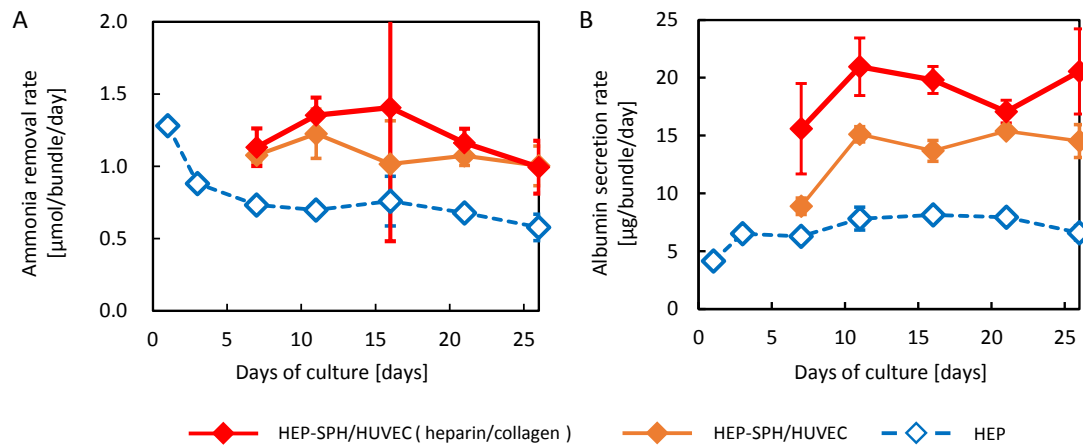 A
Ammonia removal rate
[μmol/bundle/day]
2.0
1.5
1.0
0.5
0.0
0 5 10 15 20 25
Days of culture [days]
B
Albumin secretion rate
[μg/bundle/day]
25
20
15
10
5
0
0 5 10 15 20 25
Days of culture [days]
HEP-SPH/HUVEC ( heparin/collagen ) HEP-SPH/HUVEC HEP